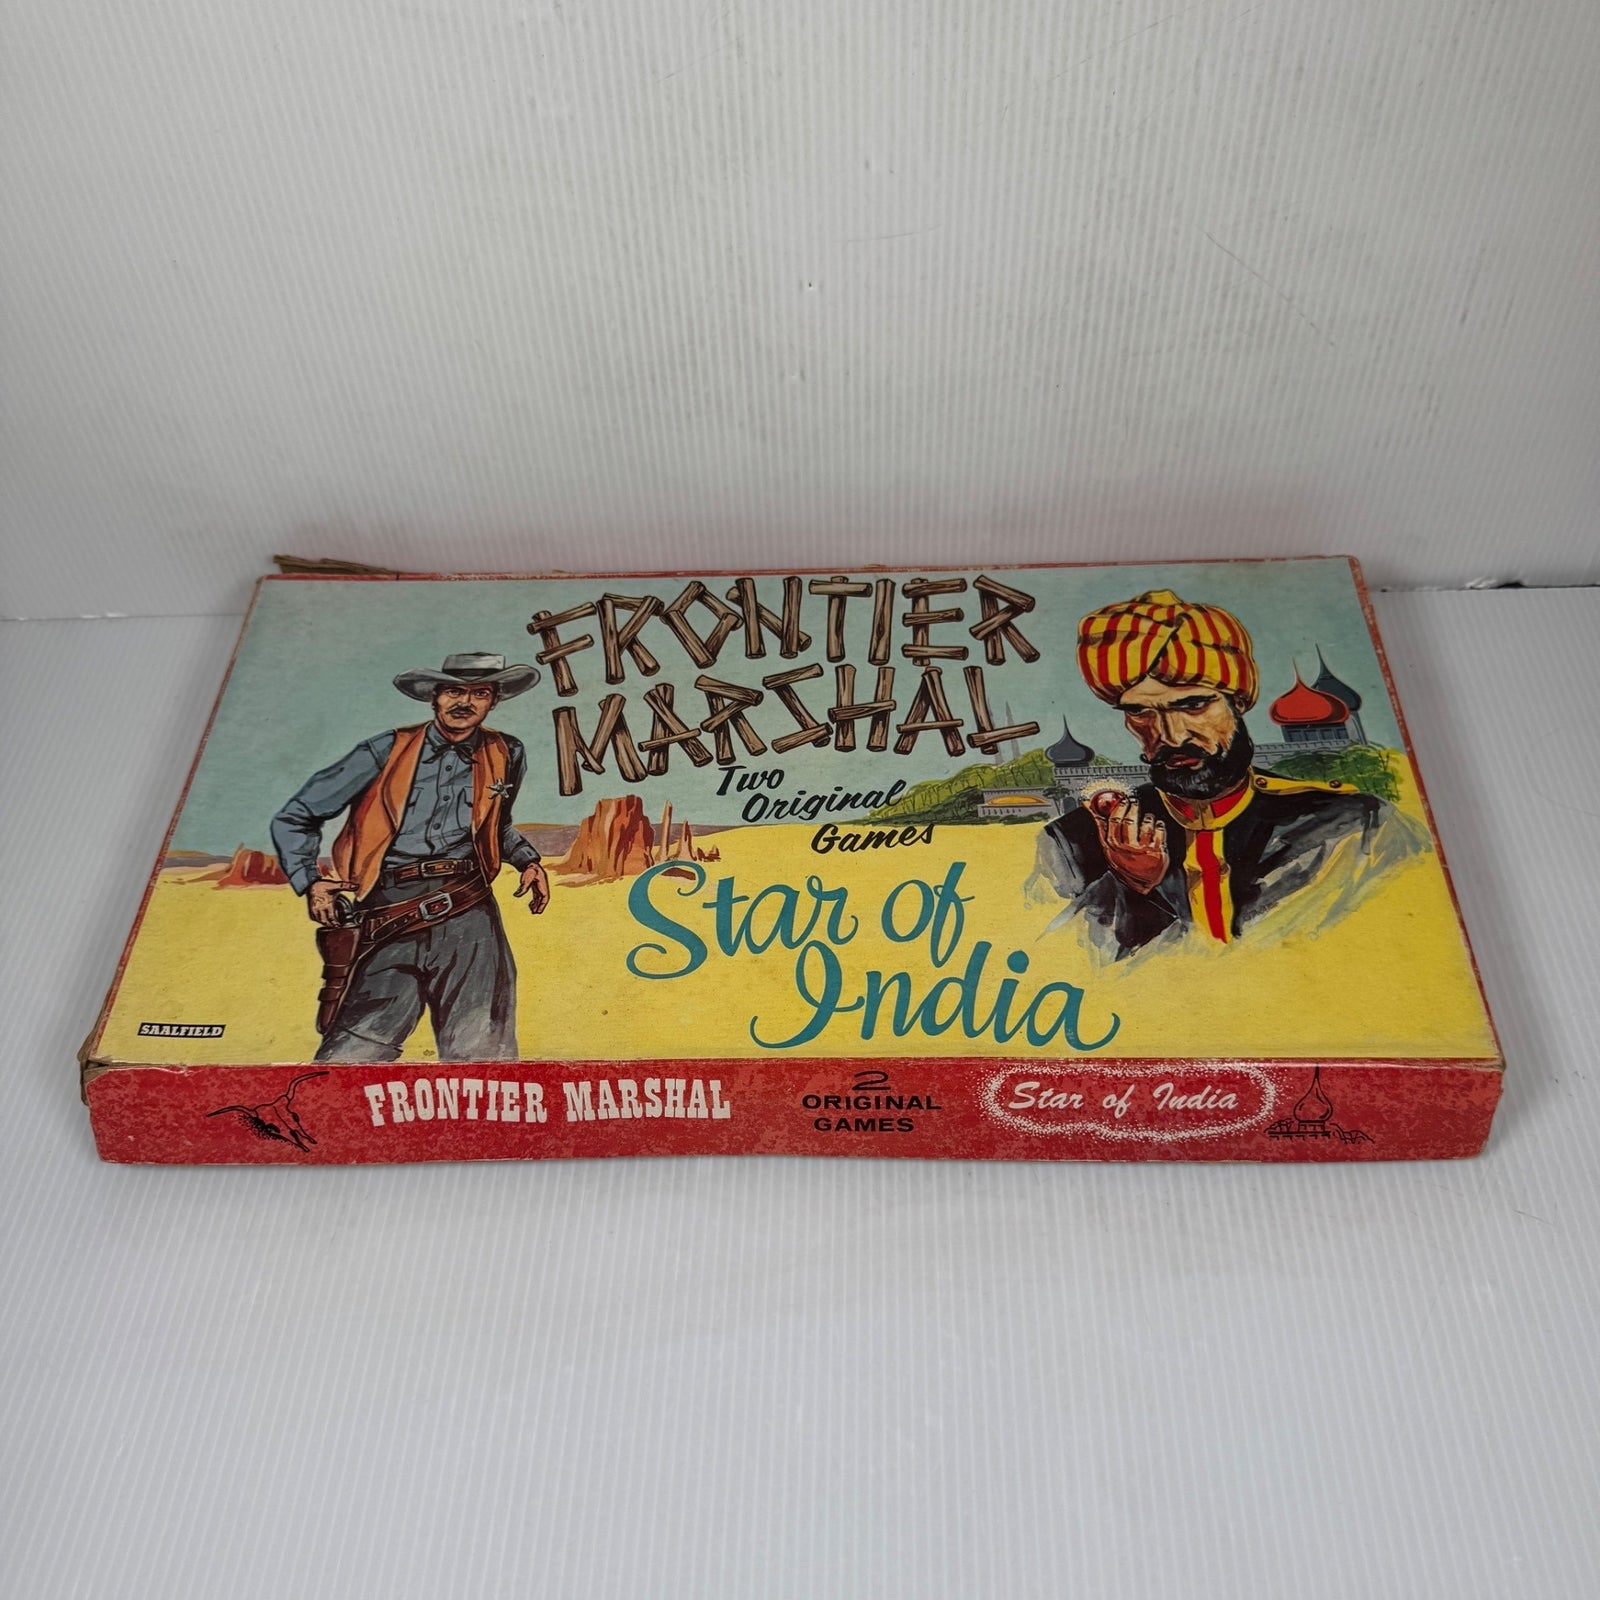 FRONTIER
MARSHAL
Two
Original
Games
Star of
India
SAALFIELD
FRONTIER MARSHAL
2
ORIGINAL
GAMES
Star of India